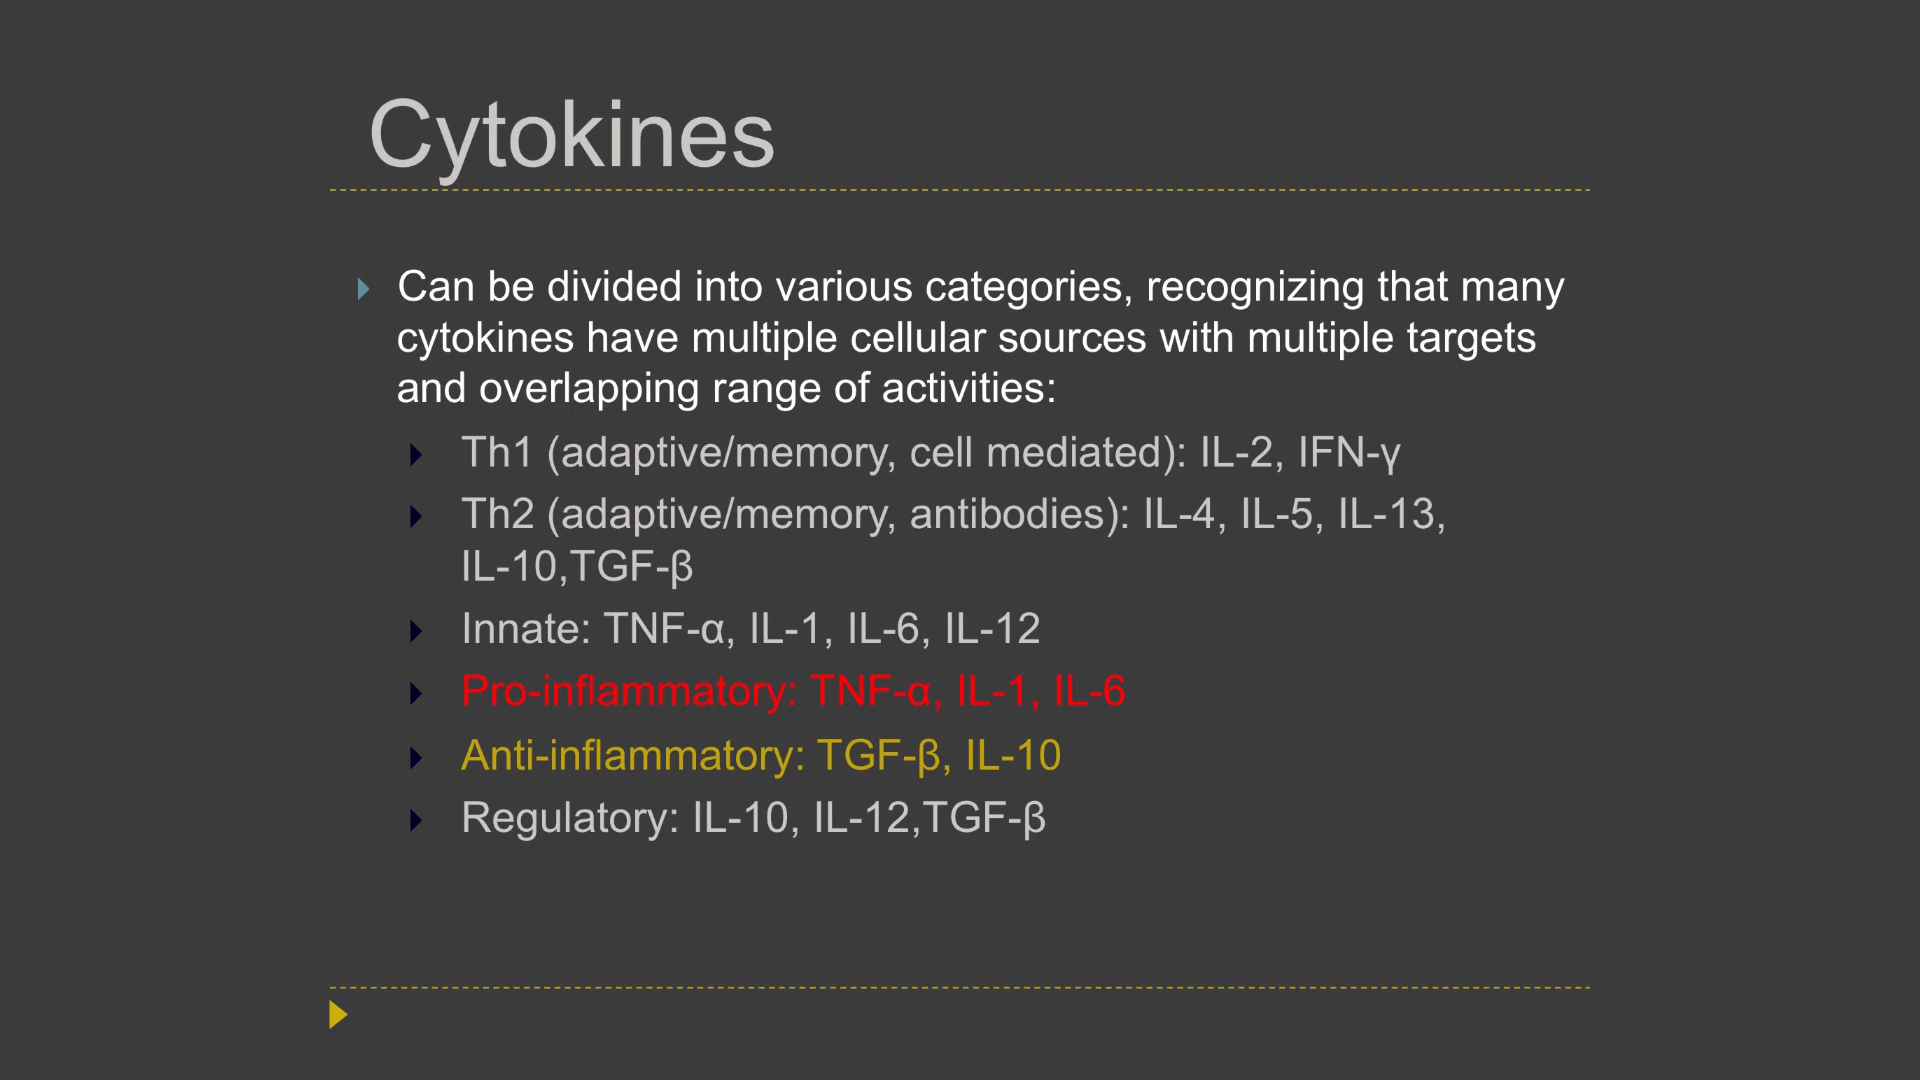 Cytokines
Can be divided into various categories, recognizing that many
cytokines have multiple cellular sources with multiple targets
and overlapping range of activities:
Th1 (adaptive/memory, cell mediated): IL-2, IFN-γ
Th2 (adaptive/memory, antibodies): IL-4, IL-5, IL-13,
IL-10,TGF-β
Innate: TNF-α, IL-1, IL-6, IL-12
Pro-inflammatory: TNF-α, IL-1, IL-6
Anti-inflammatory: TGF-β, IL-10
Regulatory: IL-10, IL-12,TGF-β